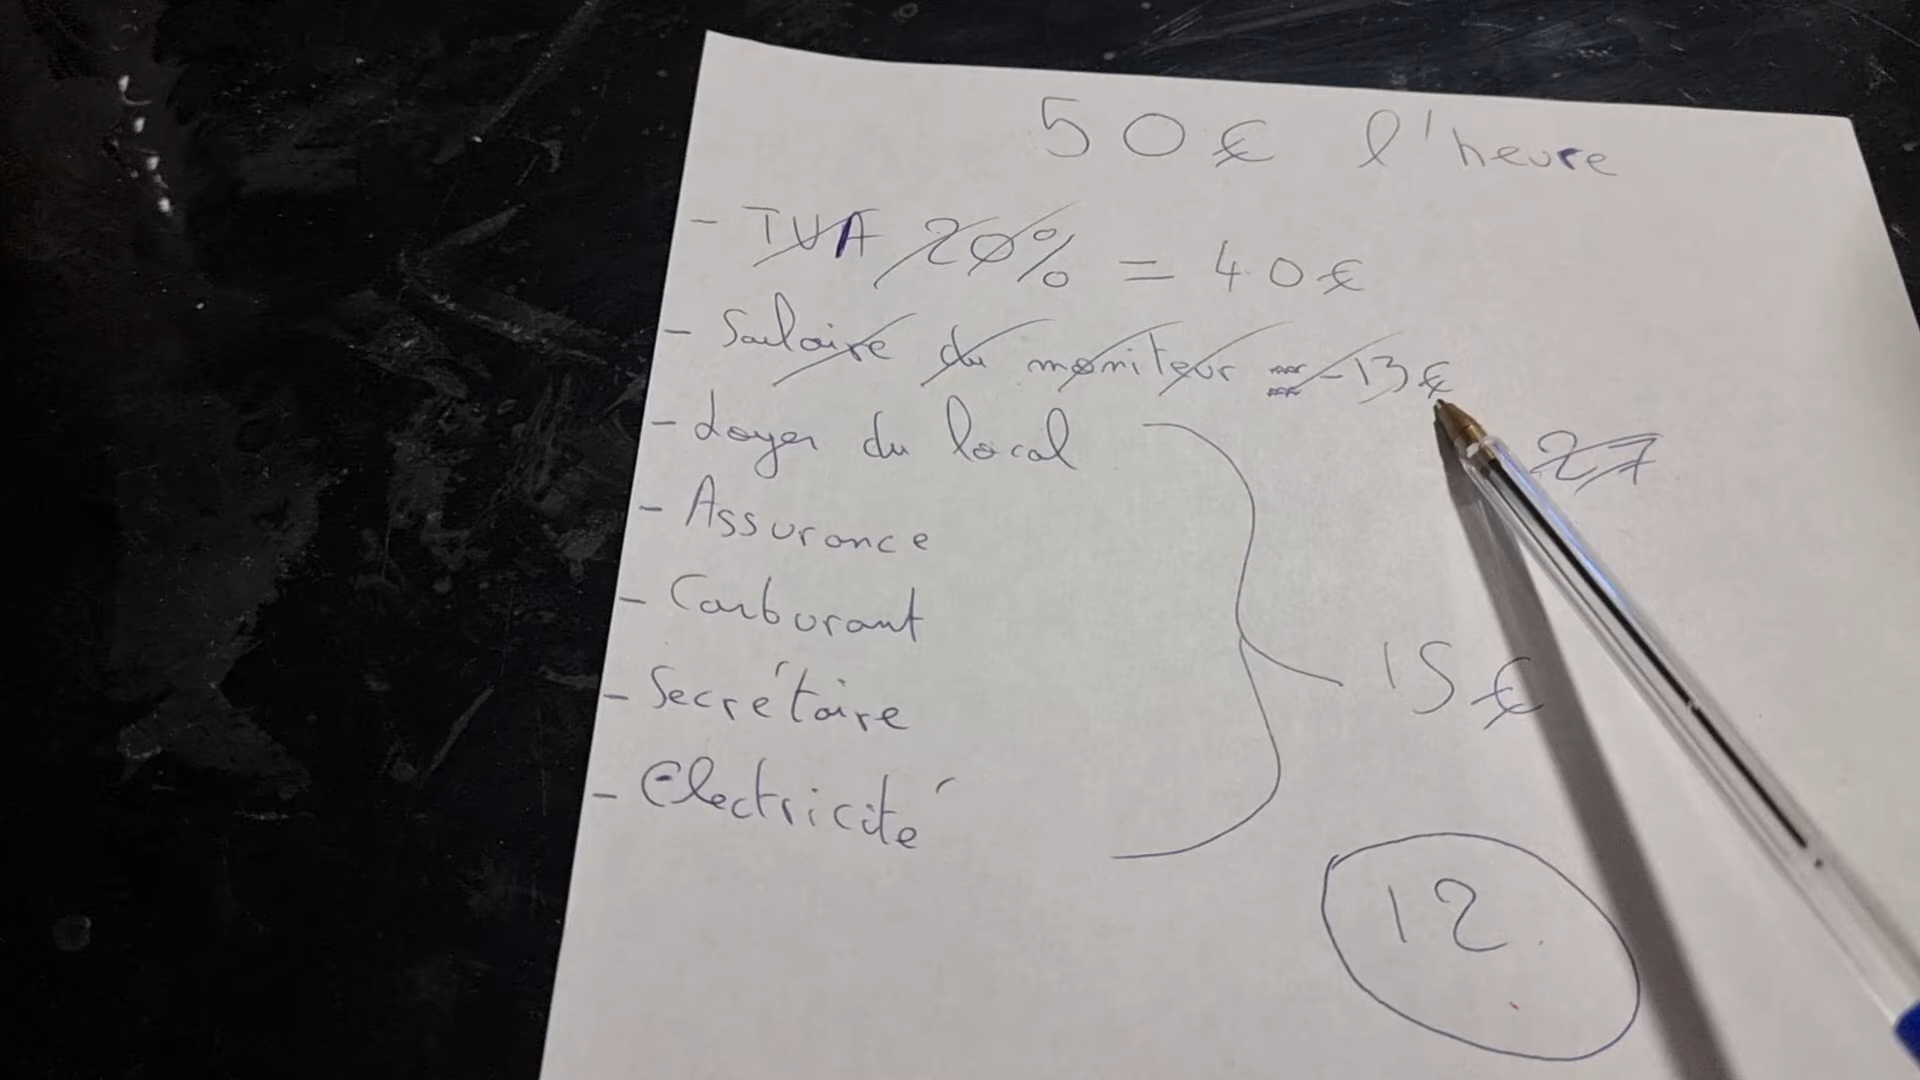 50€ l'heure
- TVA 20% = 40€
- Salaire du moniteur = -13€
27
- Loyer du local
- Assurance
- Carburant
15€
- Secrétaire
- Electricité
12